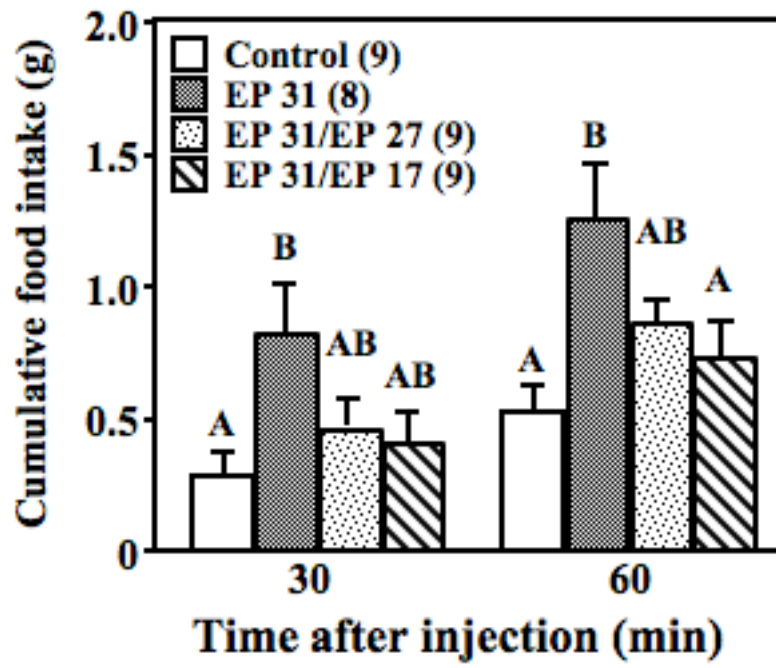 Cumulative food intake (g)
2.0
1.5
1.0
0.5
0
Control (9)
EP 31 (8)
EP 31/EP 27 (9)
EP 31/EP 17 (9)
A
B
AB
AB
A
B
AB
A
30
60
Time after injection (min)